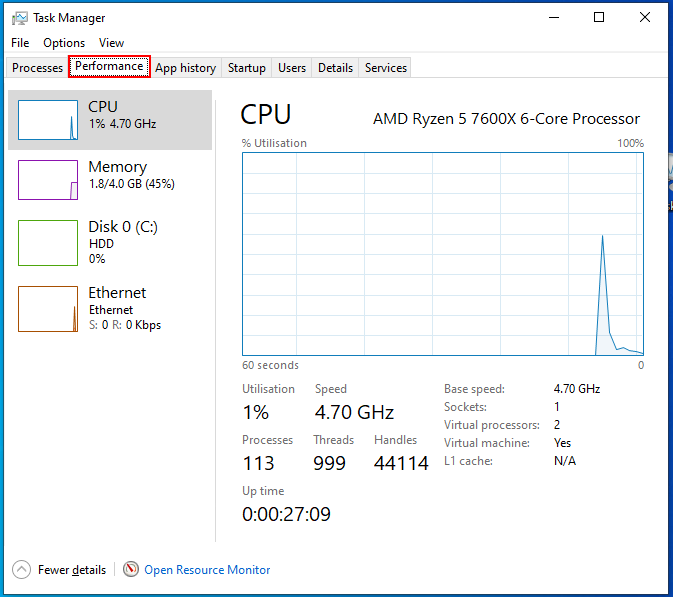 Task Manager
File Options View
Processes Performance App history Startup Users Details Services
CPU
1% 4.70 GHz
Memory
1.8/4.0 GB (45%)
Disk 0 (C:)
HDD
0%
Ethernet
Ethernet
S: 0 R: 0 Kbps
CPU AMD Ryzen 5 7600X 6-Core Processor
% Utilisation 100%
60 seconds 0
Utilisation Speed
1% 4.70 GHz
Processes Threads Handles
113 999 44114
Up time
0:00:27:09
Base speed: 4.70 GHz
Sockets: 1
Virtual processors: 2
Virtual machine: Yes
L1 cache: N/A
Fewer details Open Resource Monitor